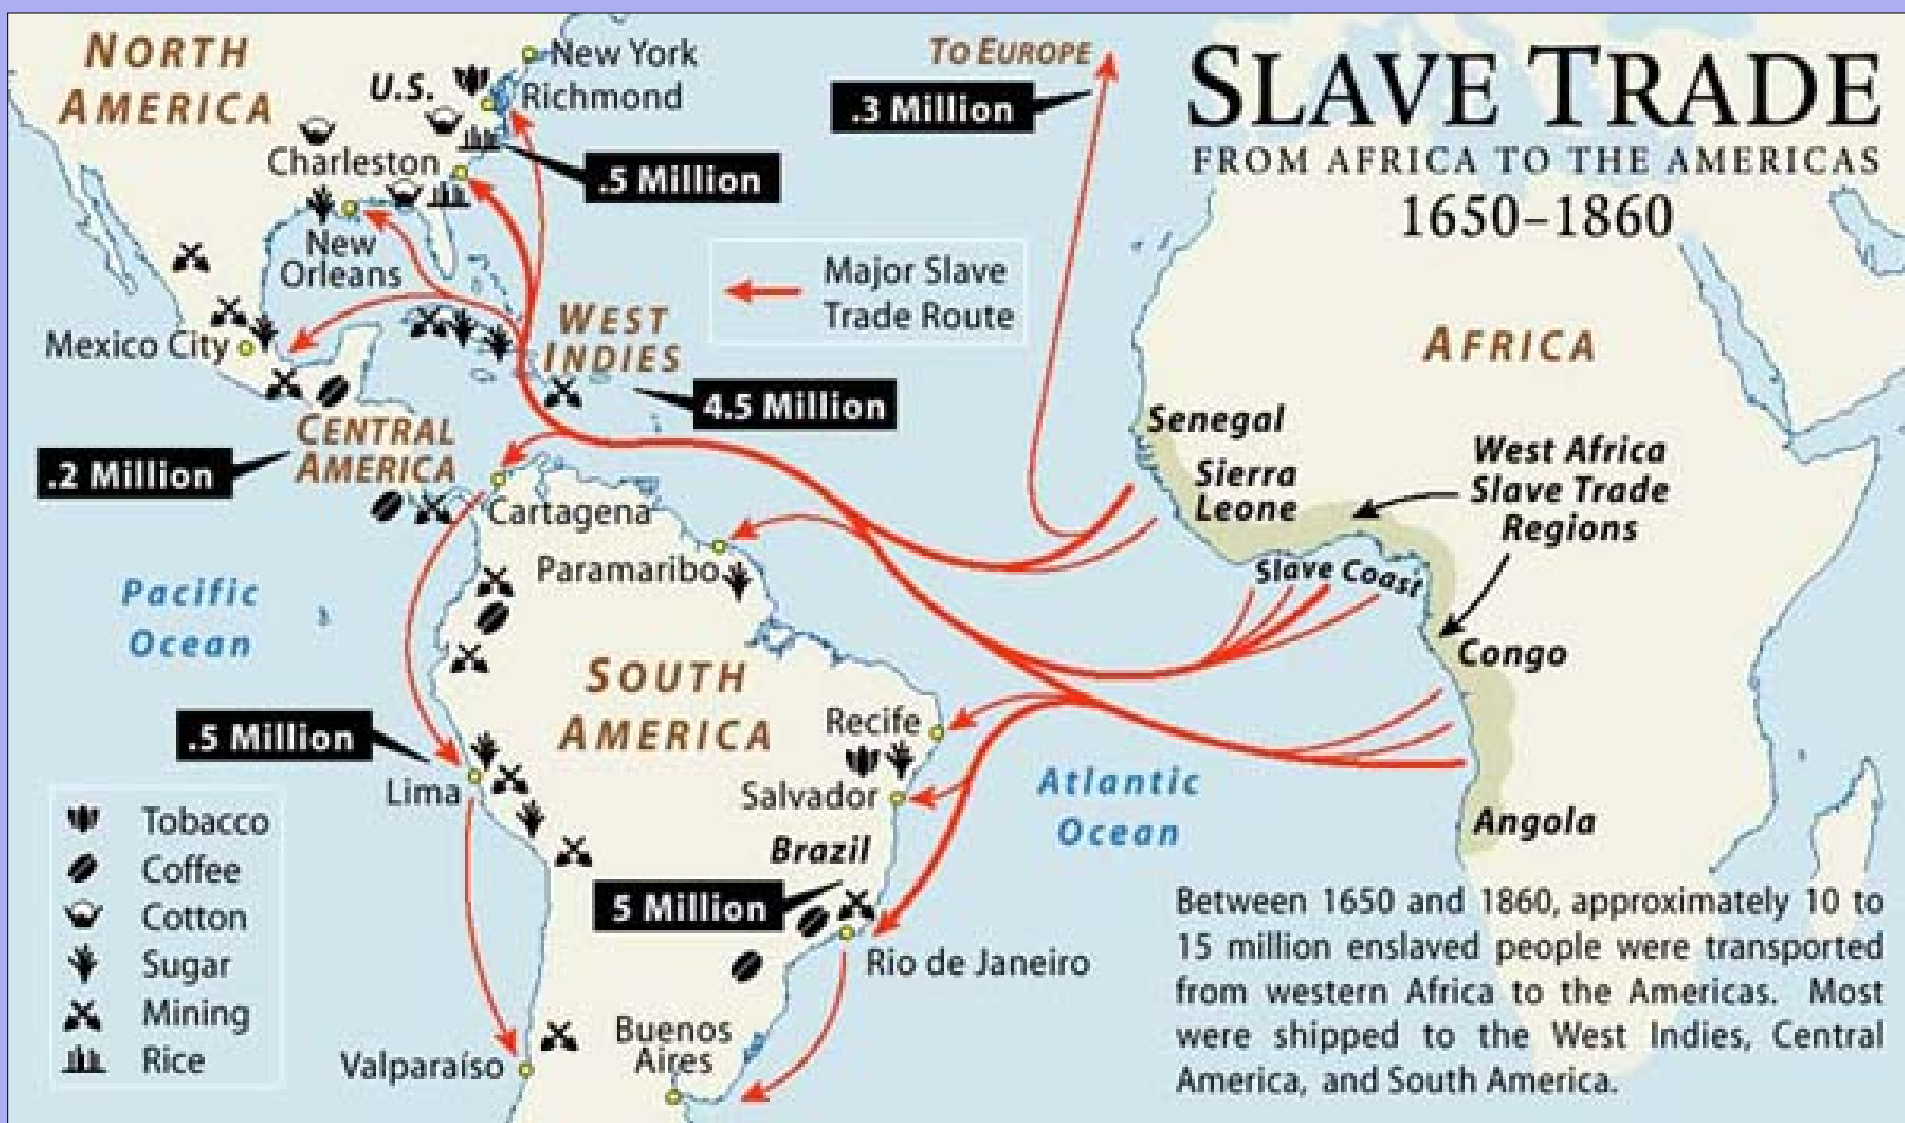 SLAVE TRADE
FROM AFRICA TO THE AMERICAS
1650–1860
NORTH
AMERICA
U.S.
New York
Richmond
Charleston
.5 Million
New
Orleans
Mexico City
TO EUROPE
.3 Million
Major Slave
Trade Route
WEST
INDIES
4.5 Million
CENTRAL
AMERICA
.2 Million
Cartagena
Paramaribo
Pacific
Ocean
SOUTH
AMERICA
.5 Million
Lima
Recife
Salvador
Brazil
5 Million
Rio de Janeiro
Buenos
Aires
Valparaíso
Atlantic
Ocean
AFRICA
Senegal
Sierra
Leone
West Africa
Slave Trade
Regions
Slave Coast
Congo
Angola
Tobacco
Coffee
Cotton
Sugar
Mining
Rice
Between 1650 and 1860, approximately 10 to
15 million enslaved people were transported
from western Africa to the Americas. Most
were shipped to the West Indies, Central
America, and South America.